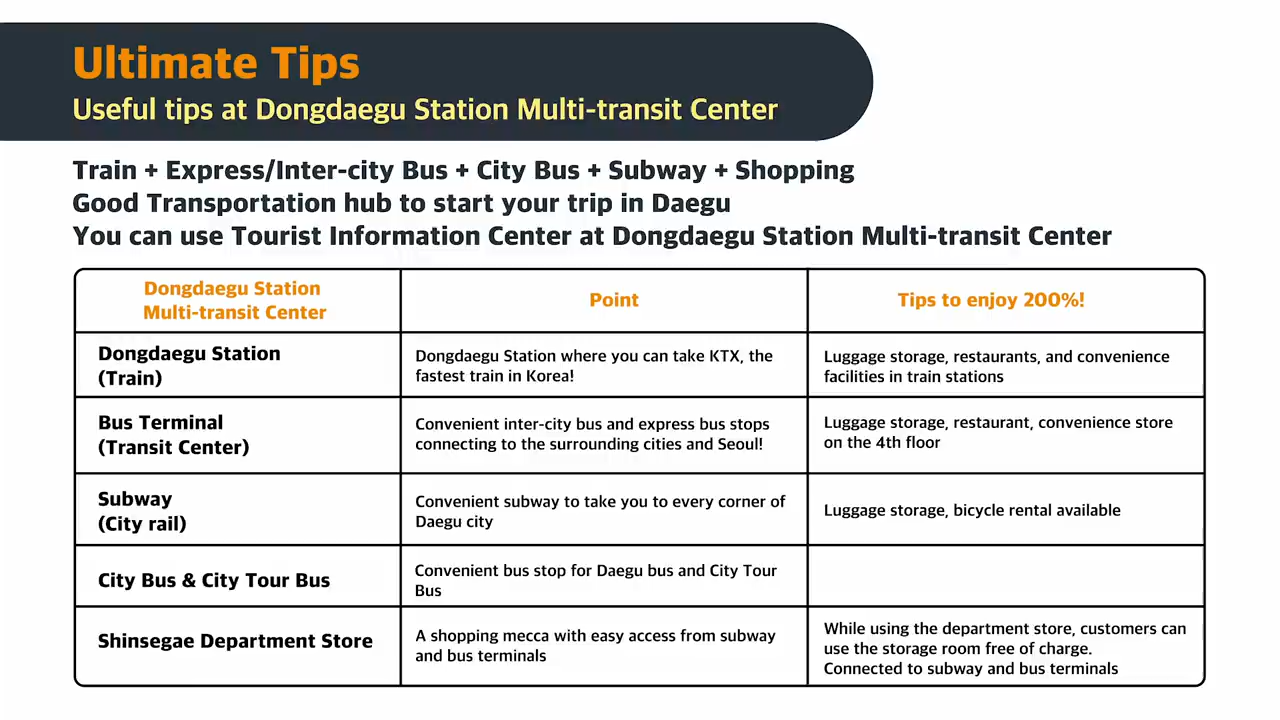 Ultimate Tips
Useful tips at Dongdaegu Station Multi-transit Center
Train + Express/Inter-city Bus + City Bus + Subway + Shopping
Good Transportation hub to start your trip in Daegu
You can use Tourist Information Center at Dongdaegu Station Multi-transit Center
Dongdaegu Station
Multi-transit Center
Point
Tips to enjoy 200%!
Dongdaegu Station
(Train)
Dongdaegu Station where you can take KTX, the
fastest train in Korea!
Luggage storage, restaurants, and convenience
facilities in train stations
Bus Terminal
(Transit Center)
Convenient inter-city bus and express bus stops
connecting to the surrounding cities and Seoul!
Luggage storage, restaurant, convenience store
on the 4th floor
Subway
(City rail)
Convenient subway to take you to every corner of
Daegu city
Luggage storage, bicycle rental available
City Bus & City Tour Bus
Convenient bus stop for Daegu bus and City Tour
Bus
Shinsegae Department Store
A shopping mecca with easy access from subway
and bus terminals
While using the department store, customers can
use the storage room free of charge.
Connected to subway and bus terminals